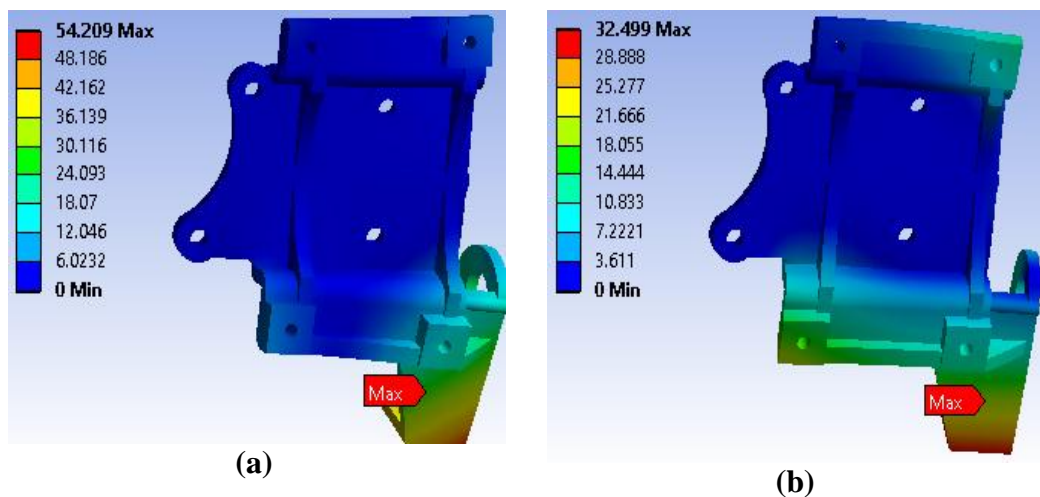 54.209 Max
48.186
42.162
36.139
30.116
24.093
18.07
12.046
6.0232
0 Min
Max
(a)
32.499 Max
28.888
25.277
21.666
18.055
14.444
10.833
7.2221
3.611
0 Min
Max
(b)